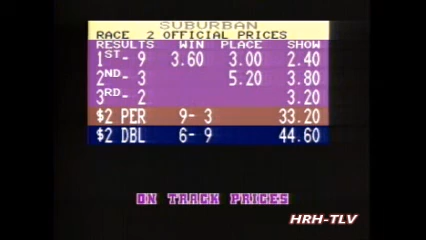 SUBURBAN
RACE 2 OFFICIAL PRICES
RESULTS WIN PLACE SHOW
1ST- 9 3.60 3.00 2.40
2ND- 3 5.20 3.80
3RD- 2 3.20
$2 PER 9- 3 33.20
$2 DBL 6- 9 44.60
ON TRACK PRICES
HRH-TLV